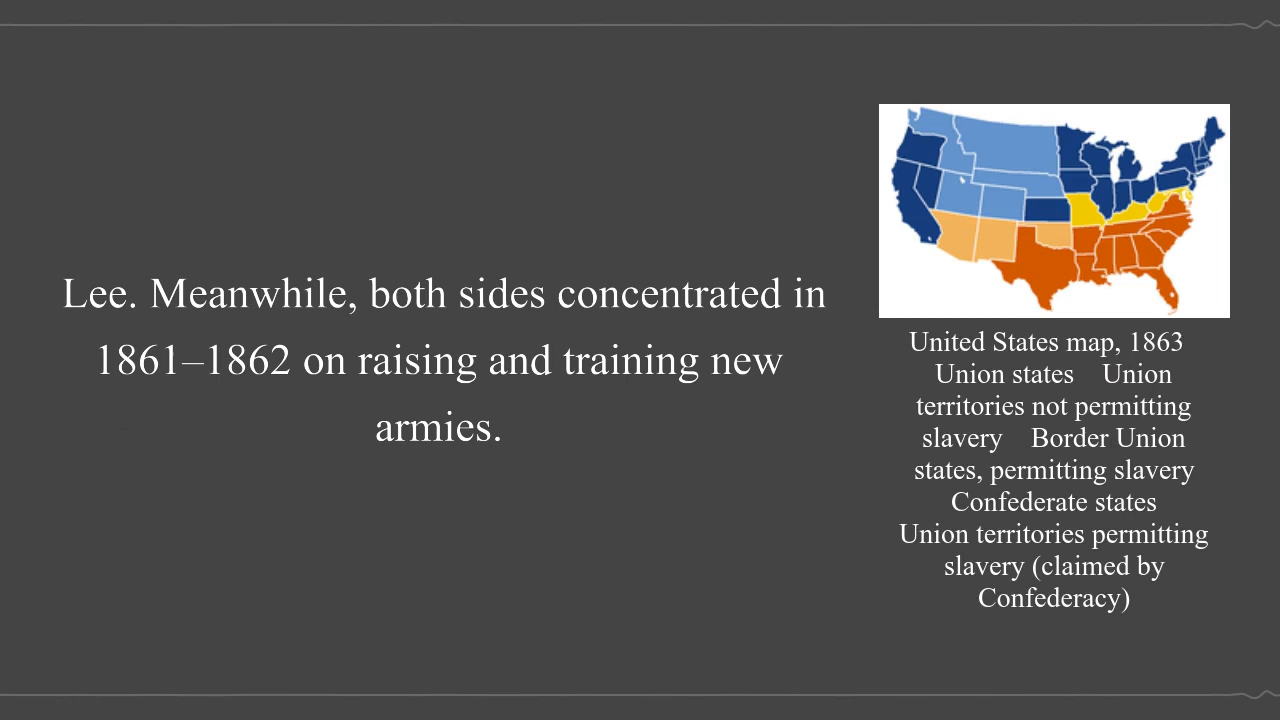 Lee. Meanwhile, both sides concentrated in
1861–1862 on raising and training new
armies.
United States map, 1863
Union states Union
territories not permitting
slavery Border Union
states, permitting slavery
Confederate states
Union territories permitting
slavery (claimed by
Confederacy)